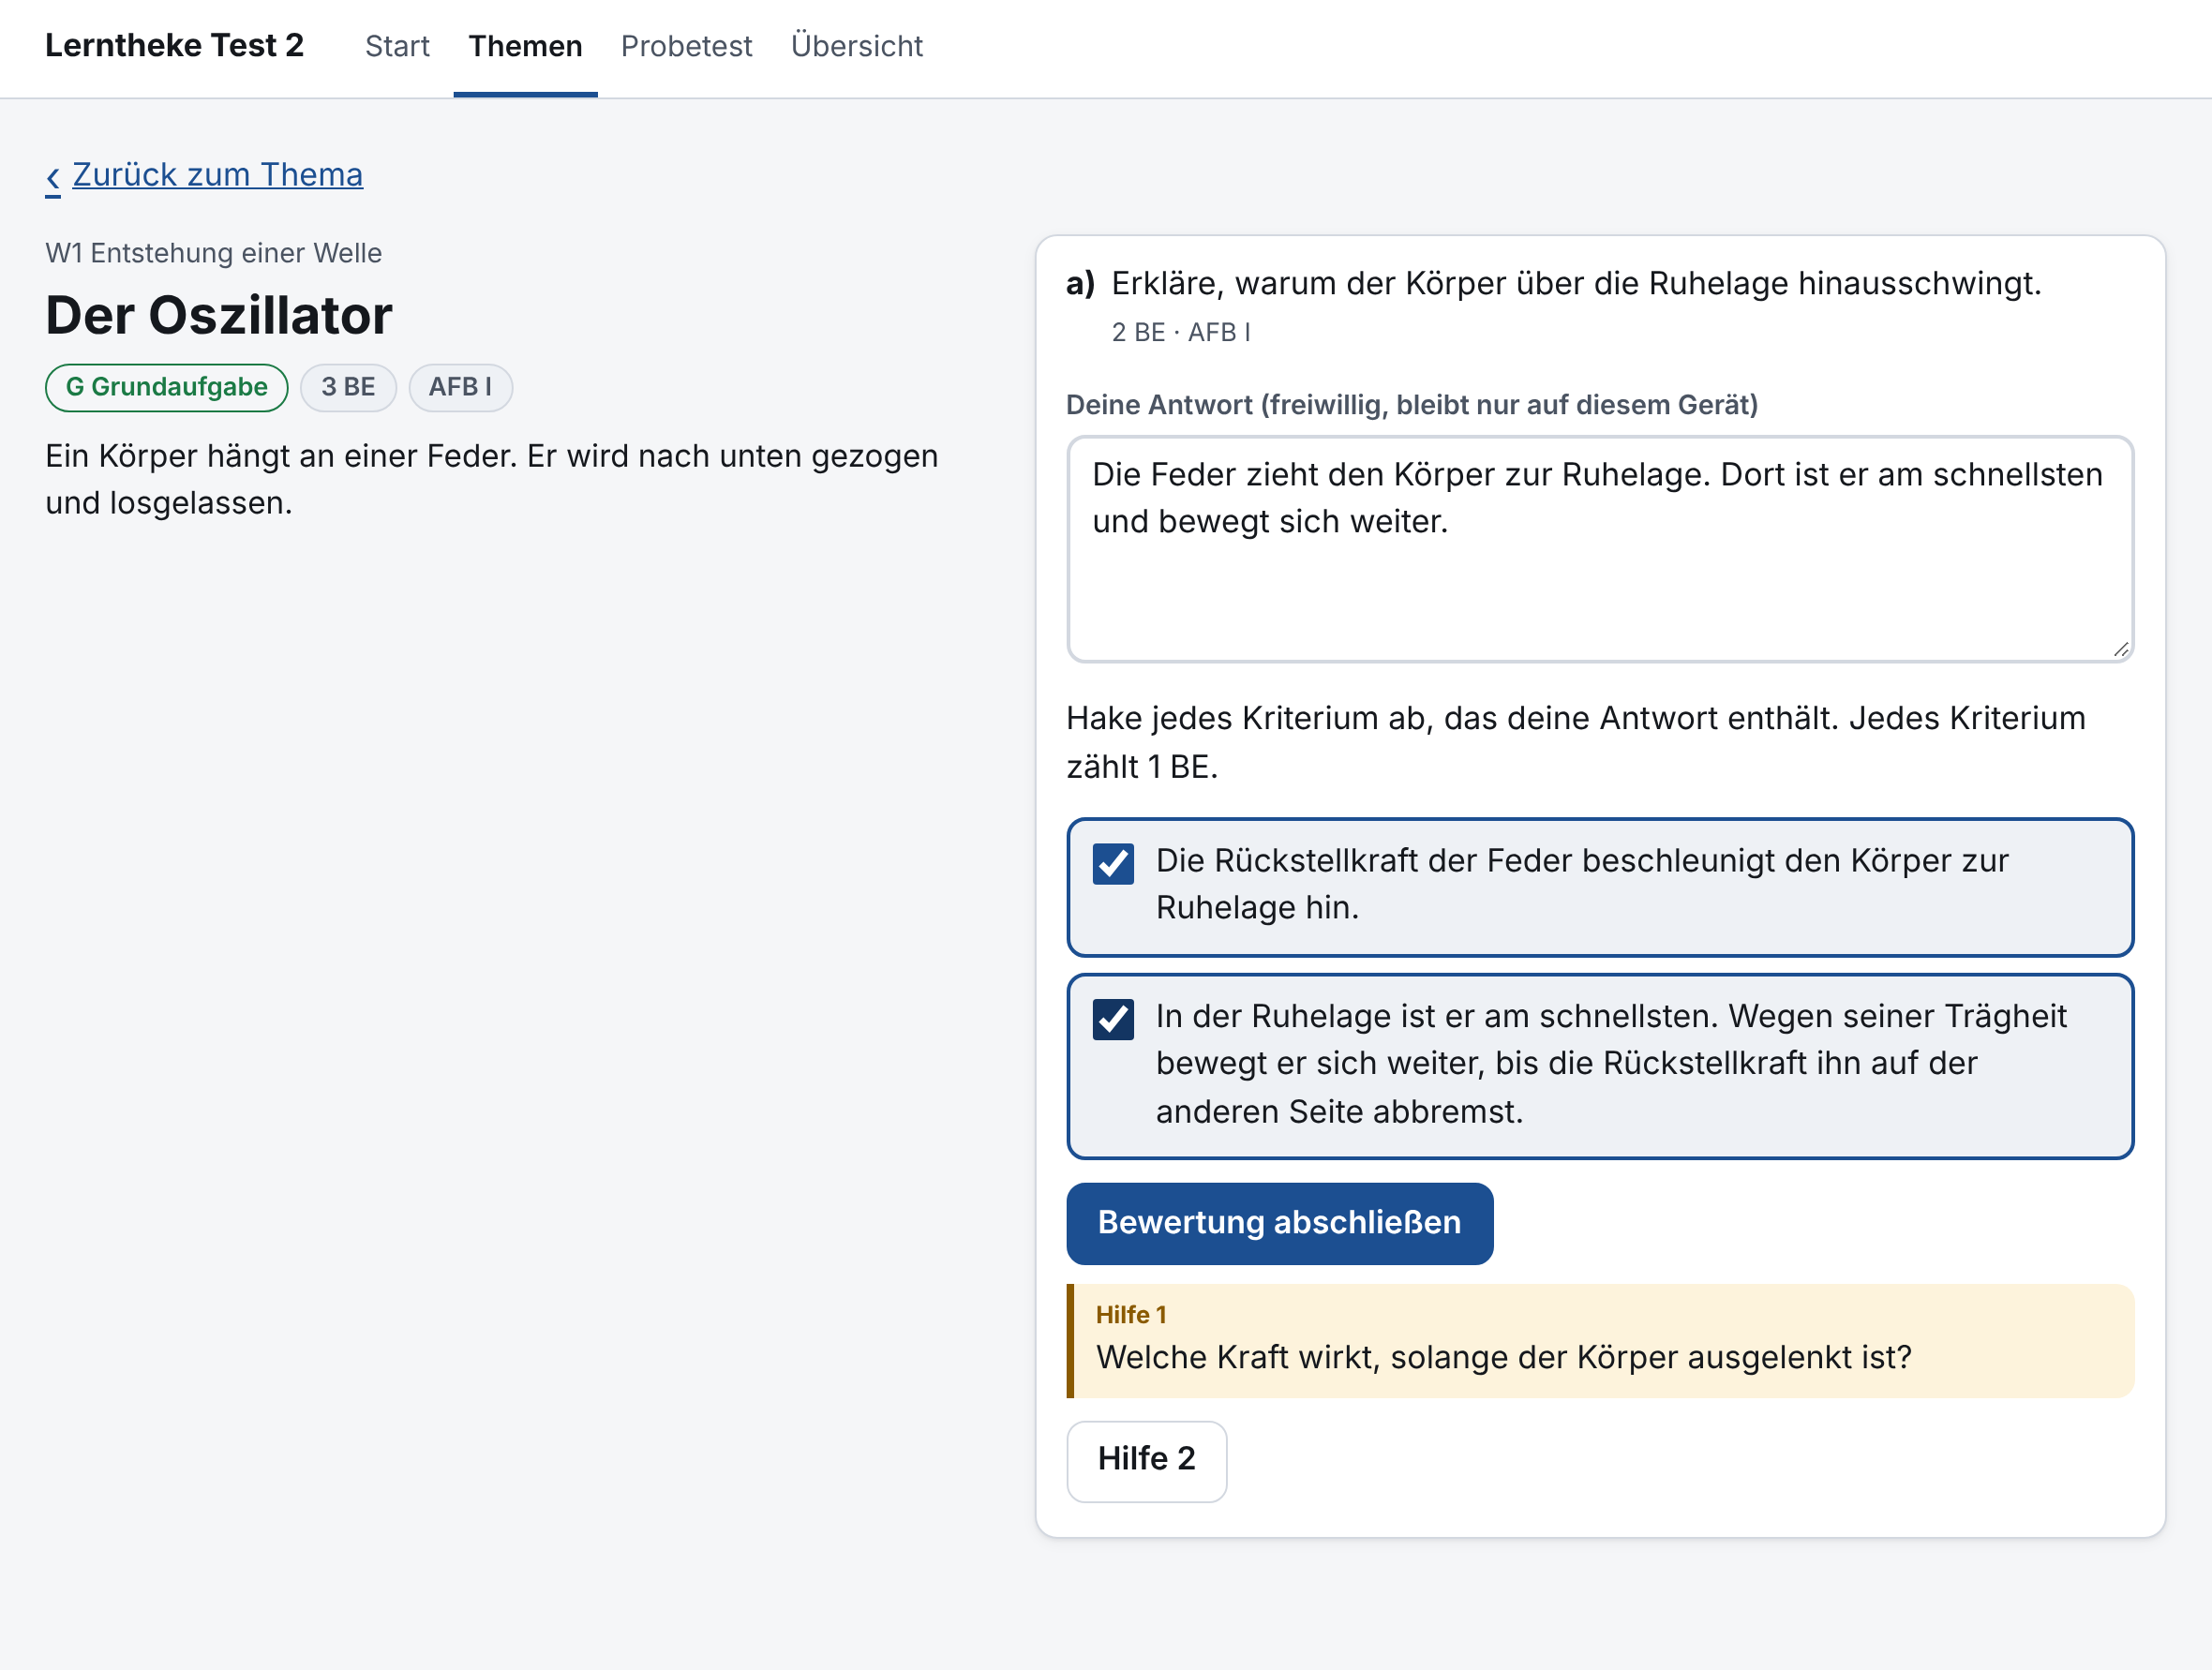 Lerntheke Test 2 Start Themen Probetest Übersicht
‹ Zurück zum Thema
W1 Entstehung einer Welle
Der Oszillator
G Grundaufgabe 3 BE AFB I
Ein Körper hängt an einer Feder. Er wird nach unten gezogen
und losgelassen.
a) Erkläre, warum der Körper über die Ruhelage hinausschwingt.
2 BE · AFB I
Deine Antwort (freiwillig, bleibt nur auf diesem Gerät)
Die Feder zieht den Körper zur Ruhelage. Dort ist er am schnellsten
und bewegt sich weiter.
Hake jedes Kriterium ab, das deine Antwort enthält. Jedes Kriterium
zählt 1 BE.
Die Rückstellkraft der Feder beschleunigt den Körper zur
Ruhelage hin.
In der Ruhelage ist er am schnellsten. Wegen seiner Trägheit
bewegt er sich weiter, bis die Rückstellkraft ihn auf der
anderen Seite abbremst.
Bewertung abschließen
Hilfe 1
Welche Kraft wirkt, solange der Körper ausgelenkt ist?
Hilfe 2